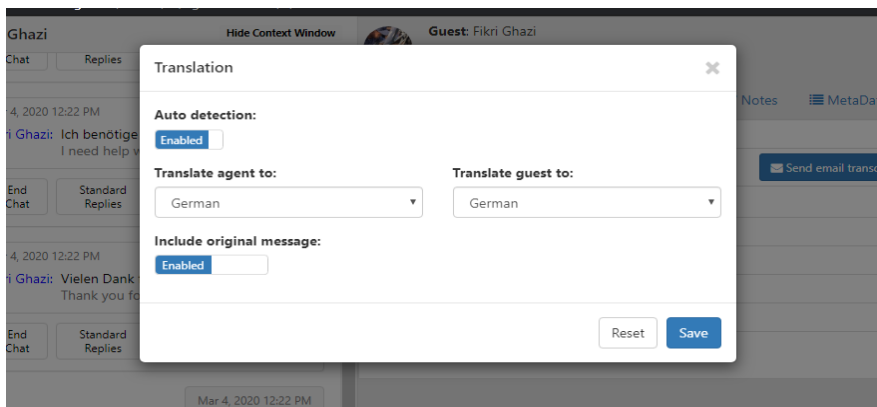 Ghazi
Hide Context Window
Guest: Fikri Ghazi
Chat
Replies
Translation
4, 2020 12:22 PM
Auto detection:
Notes
MetaDa
ri Ghazi: Ich benötige
I need help
Enabled
Send email transc
Translate agent to:
Translate guest to:
End
Chat
Standard
Replies
German
German
Include original message:
4, 2020 12:22 PM
Enabled
ri Ghazi: Vielen Dank
Thank you fo
Reset
Save
End
Chat
Standard
Replies
Mar 4, 2020 12:22 PM